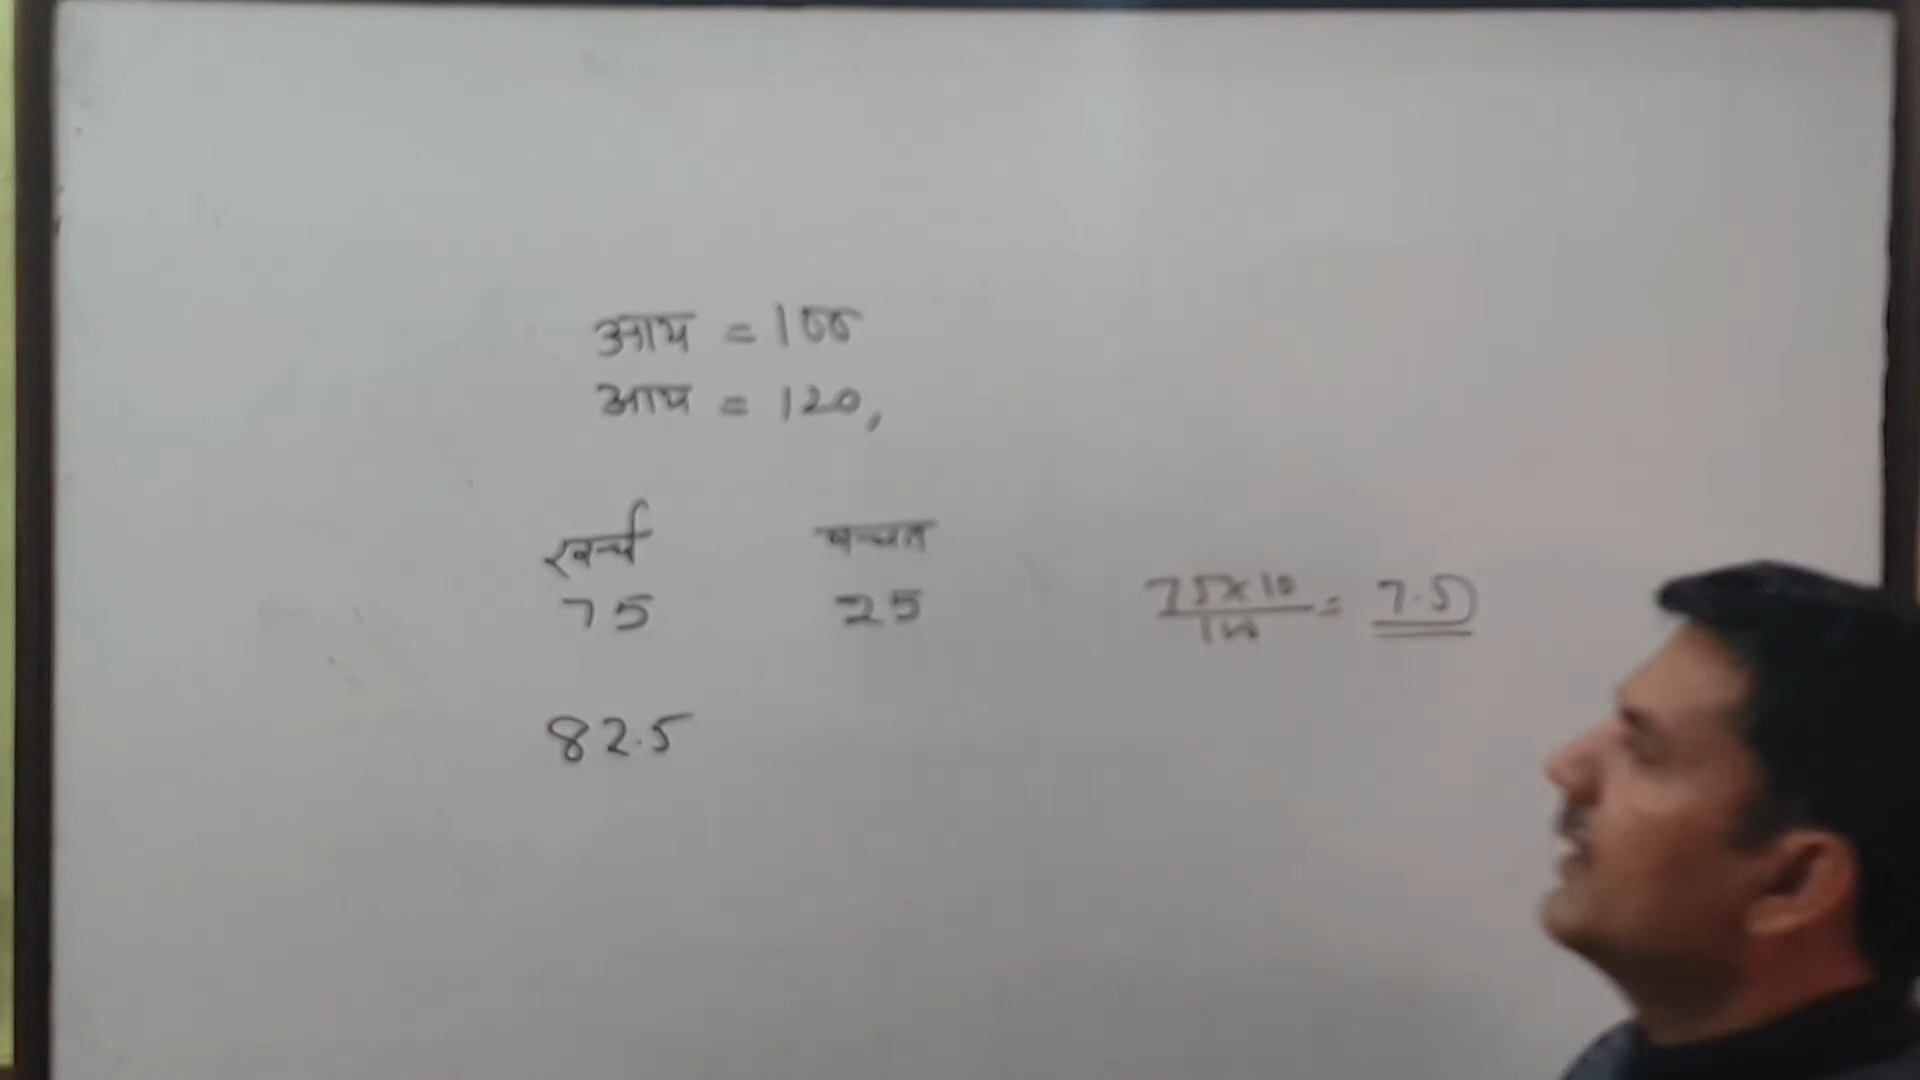 आय = 100
आय = 120,
खर्च बचत
75 25
75×10/100 = 7.5
82.5